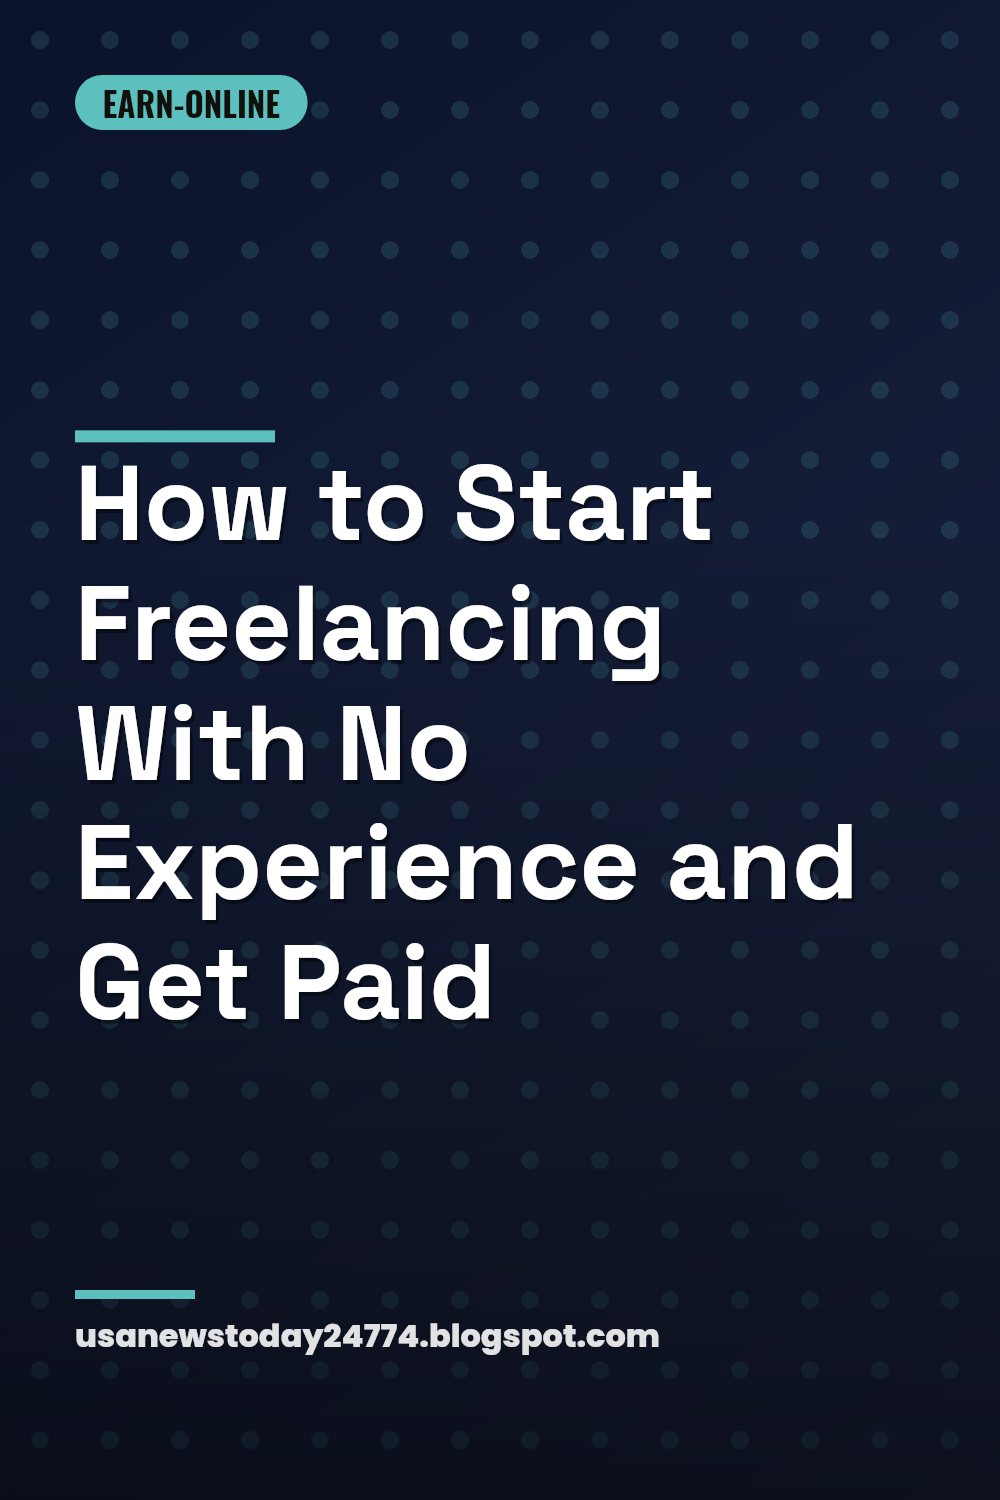 EARN-ONLINE
How to Start
Freelancing
With No
Experience and
Get Paid
usanewstoday24774.blogspot.com